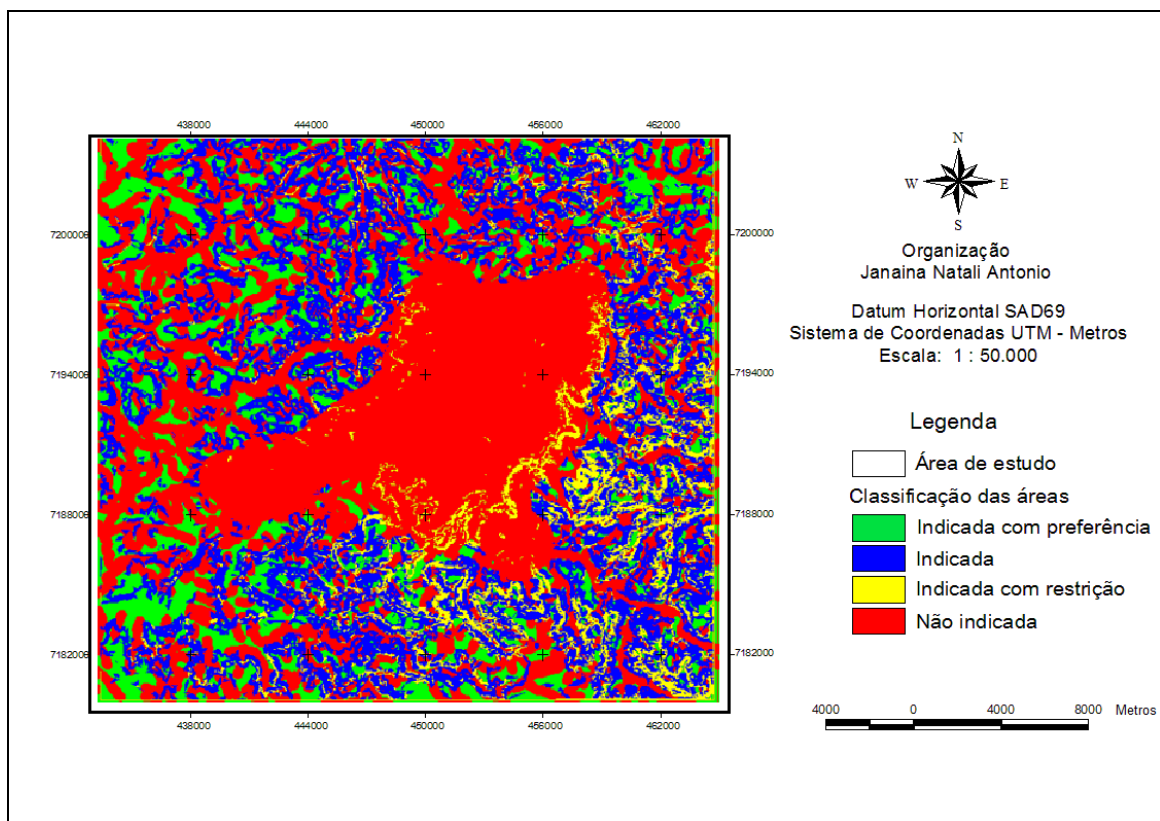 438000 444000 450000 456000 462000
7200000 7200000
7194000 7194000
7188000 7188000
7182000 7182000
438000 444000 450000 456000 462000
N
W E
S
Organização
Janaina Natali Antonio
Datum Horizontal SAD69
Sistema de Coordenadas UTM - Metros
Escala: 1 : 50.000
Legenda
Área de estudo
Classificação das áreas
Indicada com preferência
Indicada
Indicada com restrição
Não indicada
4000 0 4000 8000 Metros